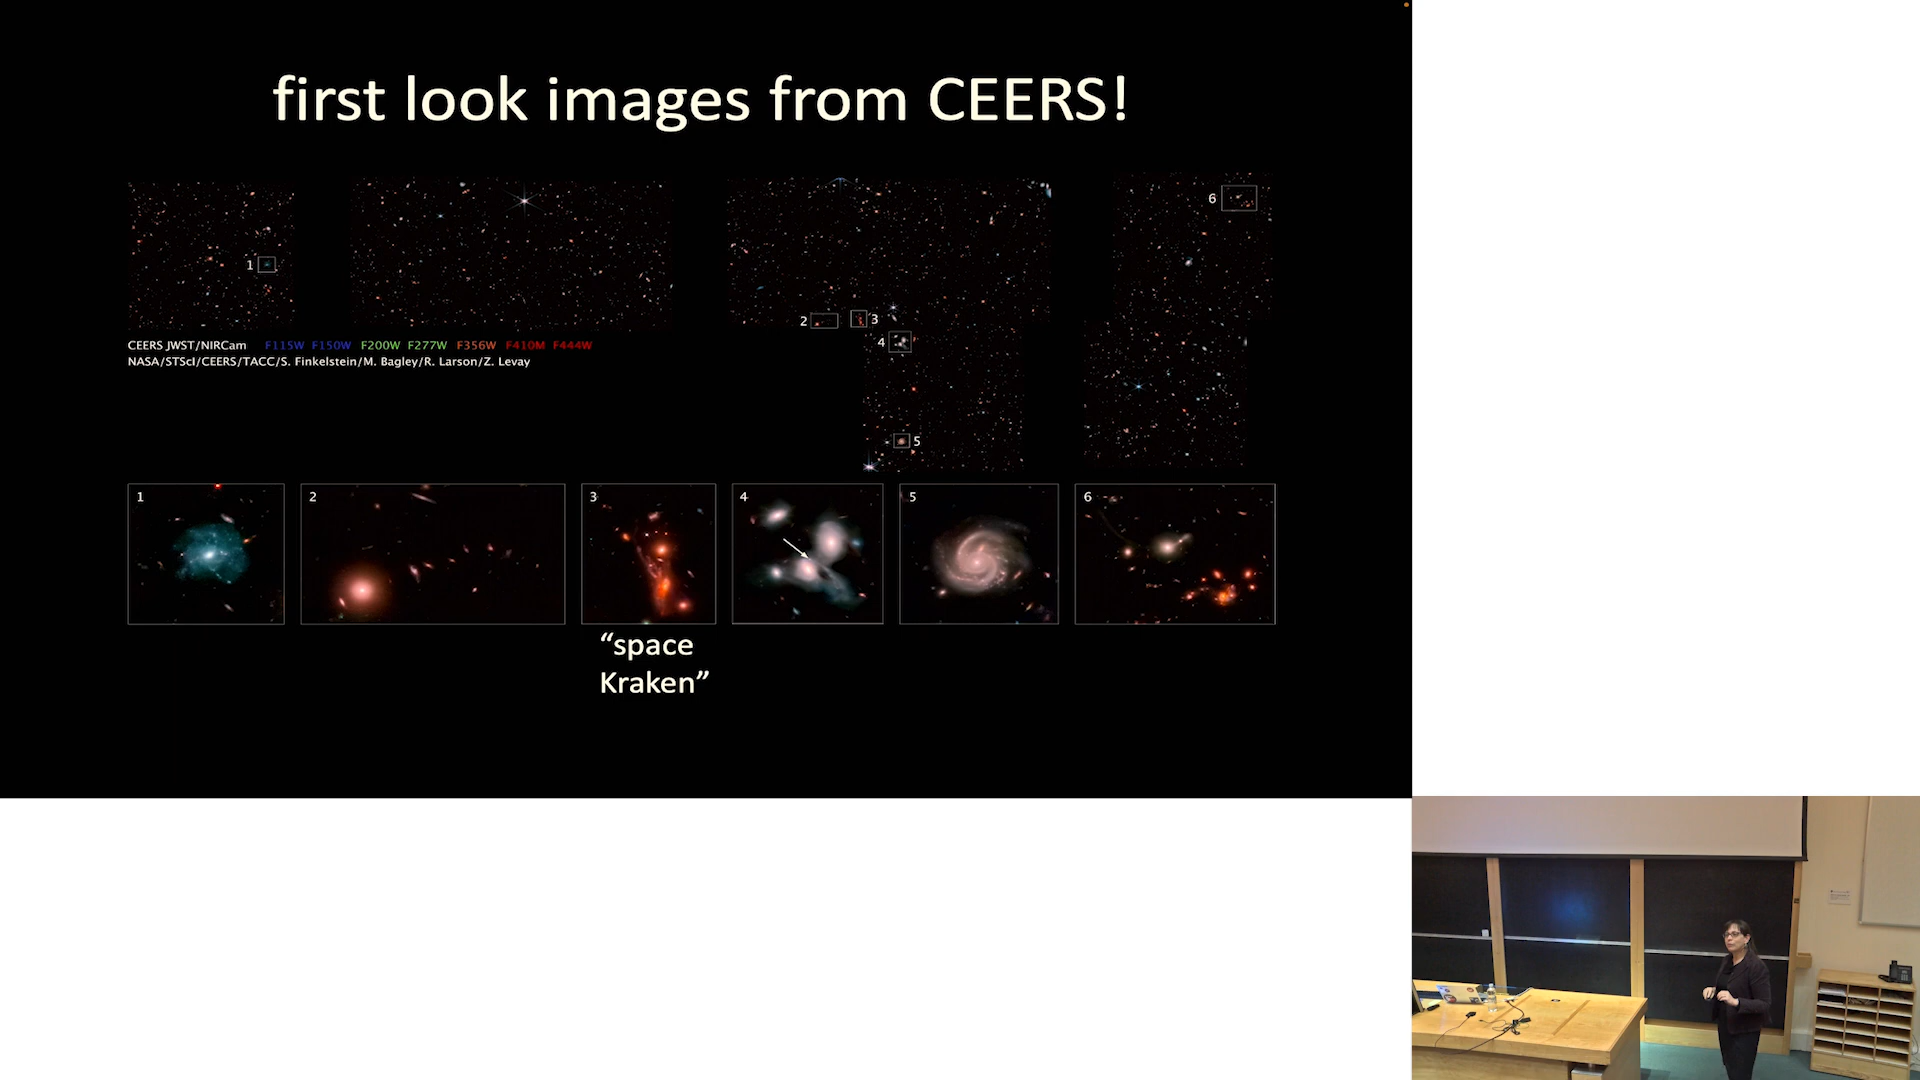 first look images from CEERS!
6
1
2
3
4
5
CEERS JWST/NIRCam F115W F150W F200W F277W F356W F410M F444W
NASA/STScI/CEERS/TACC/S. Finkelstein/M. Bagley/R. Larson/Z. Levay
1 2 3 4 5 6
“space
Kraken”